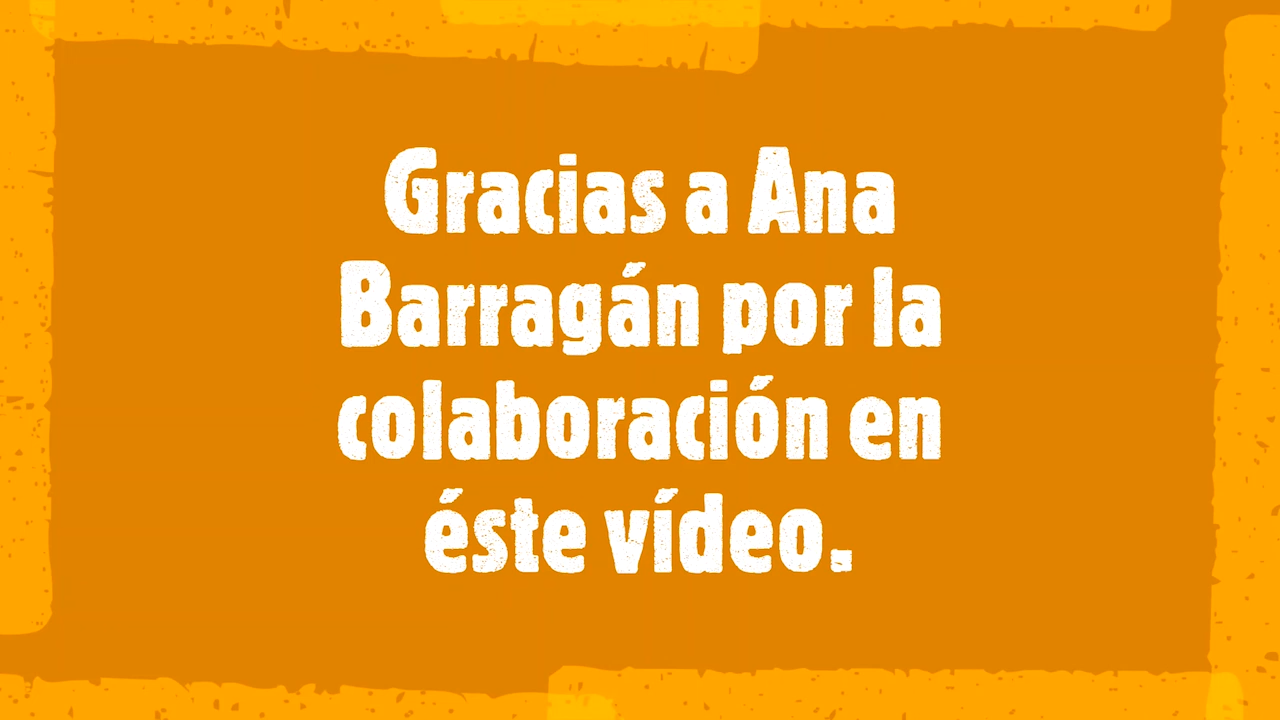 Gracias a Ana
Barragán por la
colaboración en
éste vídeo.